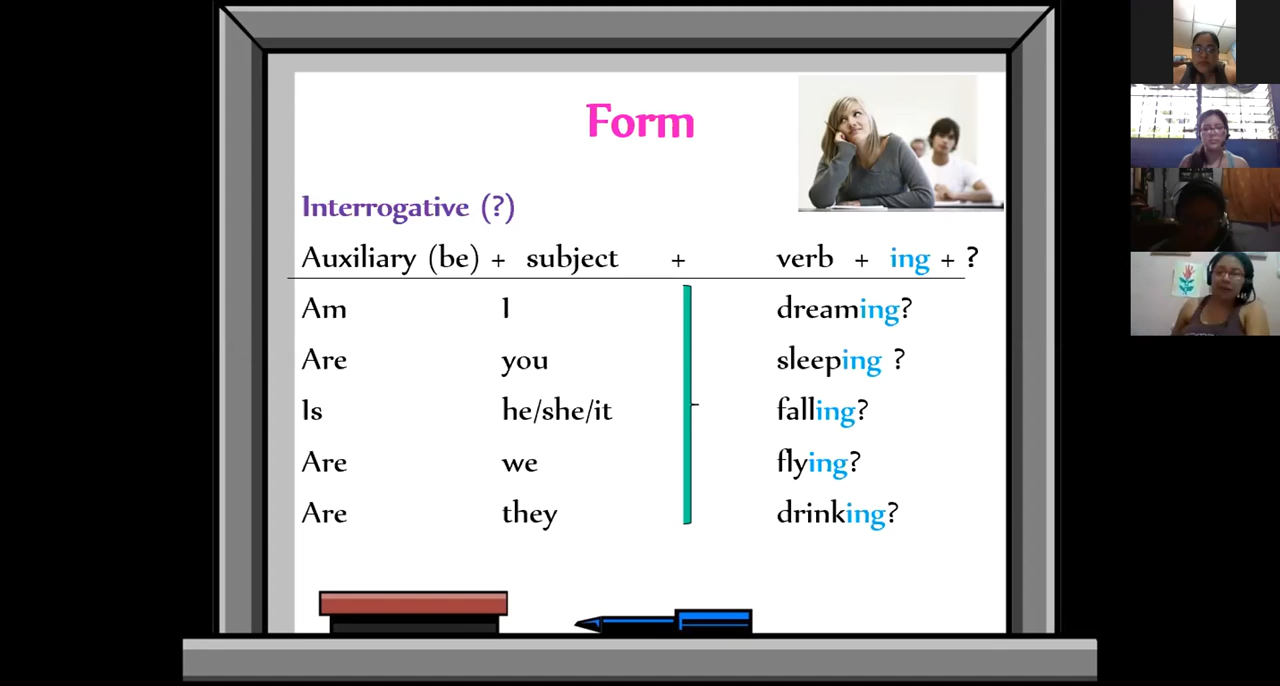 Form
Interrogative (?)
Auxiliary (be) + subject + verb + ing + ?
Am I dreaming?
Are you sleeping ?
Is he/she/it falling?
Are we flying?
Are they drinking?